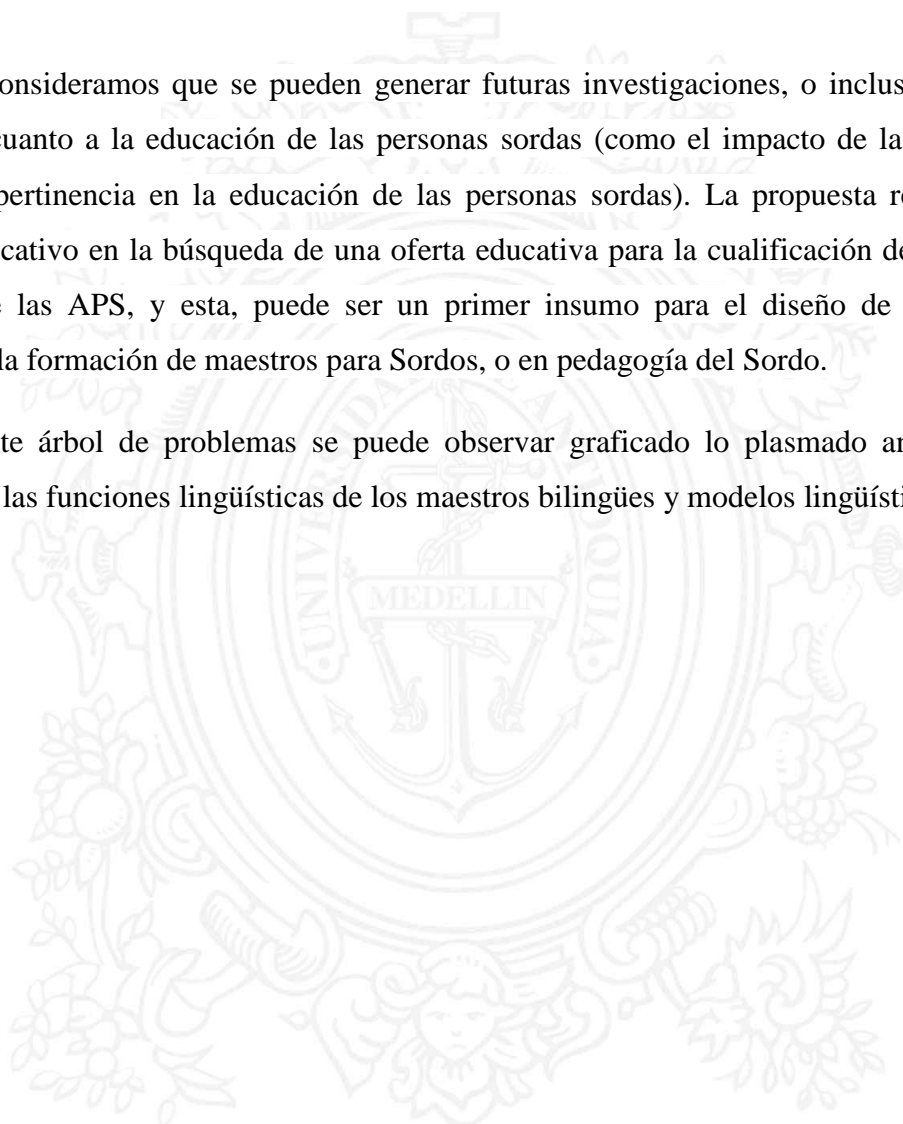 onsideramos que se pueden generar futuras investigaciones, o inclus
cuanto a la educación de las personas sordas (como el impacto de la
pertinencia en la educación de las personas sordas). La propuesta r
cativo en la búsqueda de una oferta educativa para la cualificación de
e las APS, y esta, puede ser un primer insumo para el diseño de
la formación de maestros para Sordos, o en pedagogía del Sordo.
te árbol de problemas se puede observar graficado lo plasmado a
las funciones lingüísticas de los maestros bilingües y modelos lingüísti
MEDELLIN